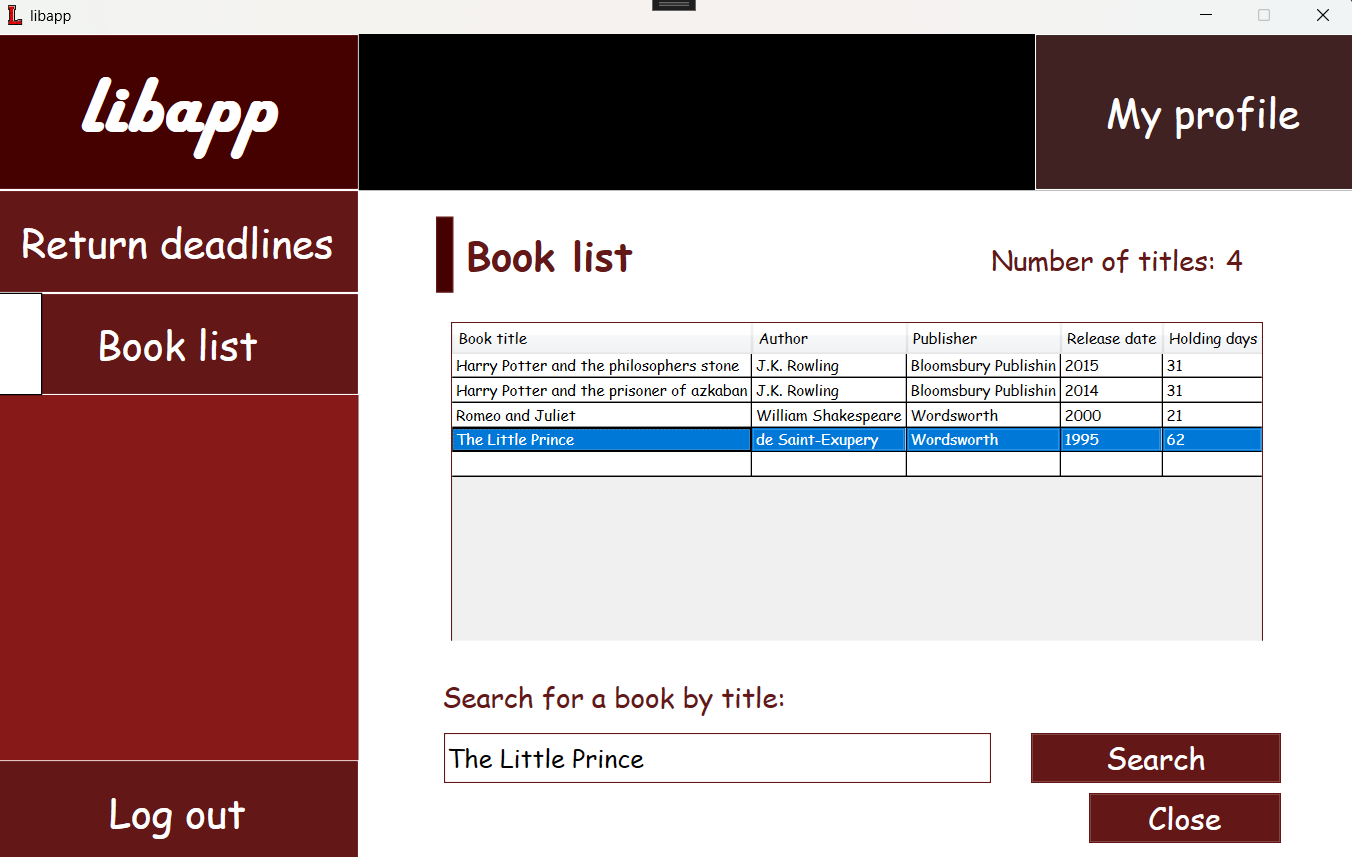 libapp
libapp
My profile
Return deadlines
Book list
Log out
Book list
Number of titles: 4
Book title Author Publisher Release date Holding days
Harry Potter and the philosophers stone J.K. Rowling Bloomsbury Publishin 2015 31
Harry Potter and the prisoner of azkaban J.K. Rowling Bloomsbury Publishin 2014 31
Romeo and Juliet William Shakespeare Wordsworth 2000 21
The Little Prince de Saint-Exupery Wordsworth 1995 62
Search for a book by title:
The Little Prince
Search
Close